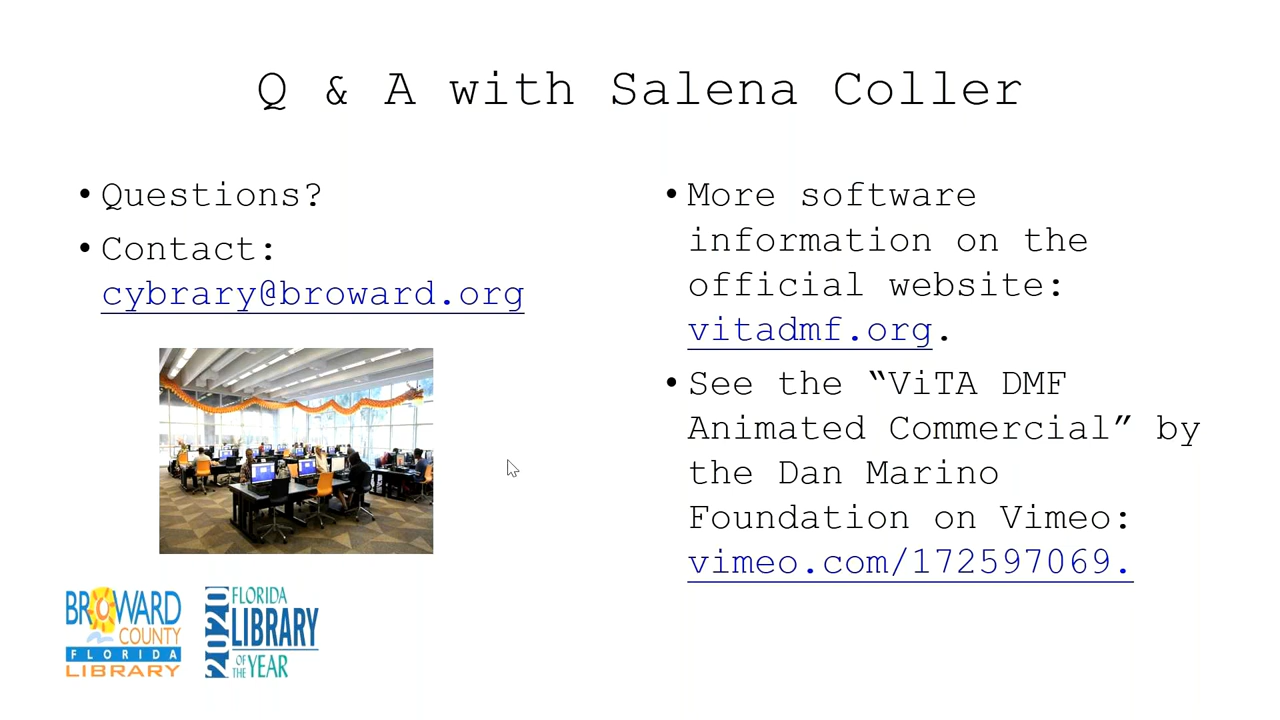 Q & A with Salena Coller
• Questions?
• Contact:
cybrary@broward.org
• More software
information on the
official website:
vitadmf.org.
• See the “ViTA DMF
Animated Commercial” by
the Dan Marino
Foundation on Vimeo:
vimeo.com/172597069.
BROWARD
COUNTY
FLORIDA
LIBRARY
2020
FLORIDA
LIBRARY
OF THE
YEAR